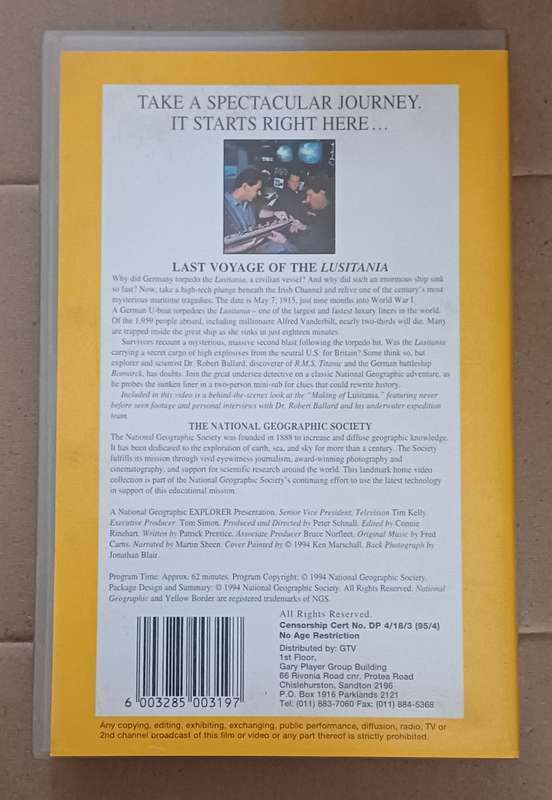 TAKE A SPECTACULAR JOURNEY.
IT STARTS RIGHT HERE...
LAST VOYAGE OF THE LUSITANIA
Why did Germany torpedo the Lusitania, a civilian vessel? And why did such an enormous ship sink
so fast? Now, take a high-tech plunge beneath the Irish Channel and relive one of the century's most
mysterious maritime tragedies. The date is May 7, 1915, just nine months into World War I.
A German U-boat torpedoes the Lusitania – one of the largest and fastest luxury liners in the world.
Of the 1,959 people aboard, including millionaire Alfred Vanderbilt, nearly two-thirds will die. Many
are trapped inside the great ship as she sinks in just eighteen minutes.
Survivors recount a mysterious, massive second blast following the torpedo hit. Was the Lusitania
carrying a secret cargo of high explosives from the neutral U.S. for Britain? Some think so, but
explorer and scientist Dr. Robert Ballard, discoverer of R.M.S. Titanic and the German battleship
Bismarck, has doubts. Join the great undersea detective on a classic National Geographic adventure, as
he probes the sunken liner in a two-person mini-sub for clues that could rewrite history.
Included in this video is a behind-the-scenes look at the "Making of Lusitania," featuring never
before seen footage and personal interviews with Dr. Robert Ballard and his underwater expedition
team.
THE NATIONAL GEOGRAPHIC SOCIETY
The National Geographic Society was founded in 1888 to increase and diffuse geographic knowledge.
It has been dedicated to the exploration of earth, sea, and sky for more than a century. The Society
fulfills its mission through vivid eyewitness journalism, award-winning photography and
cinematography, and support for scientific research around the world. This landmark home video
collection is part of the National Geographic Society's continuing effort to use the latest technology
in support of this educational mission.
A National Geographic EXPLORER Presentation. Senior Vice President, Television Tim Kelly.
Executive Producer Tom Simon. Produced and Directed by Peter Schnall. Edited by Connie
Rinehart. Written by Patrick Prentice. Associate Producer Bruce Norfleet. Original Music by Fred
Carns. Narrated by Martin Sheen. Cover Painted by © 1994 Ken Marschall. Back Photograph by
Jonathan Blair.
Program Time: Approx. 62 minutes. Program Copyright: © 1994 National Geographic Society.
Package Design and Summary: © 1994 National Geographic Society. All Rights Reserved. National
Geographic and Yellow Border are registered trademarks of NGS.
All Rights Reserved.
Censorship Cert No. DP 4/18/3 (95/4)
No Age Restriction
Distributed by: GTV
1st Floor,
Gary Player Group Building
66 Rivonia Road cnr. Protea Road
Chislehurston, Sandton 2196
P.O. Box 1916 Parklands 2121
Tel: (011) 883-7060 Fax: (011) 884-5368
6 003285 003197
Any copying, editing, exhibiting, exchanging, public performance, diffusion, radio, TV or
2nd channel broadcast of this film or video or any part thereof is strictly prohibited.